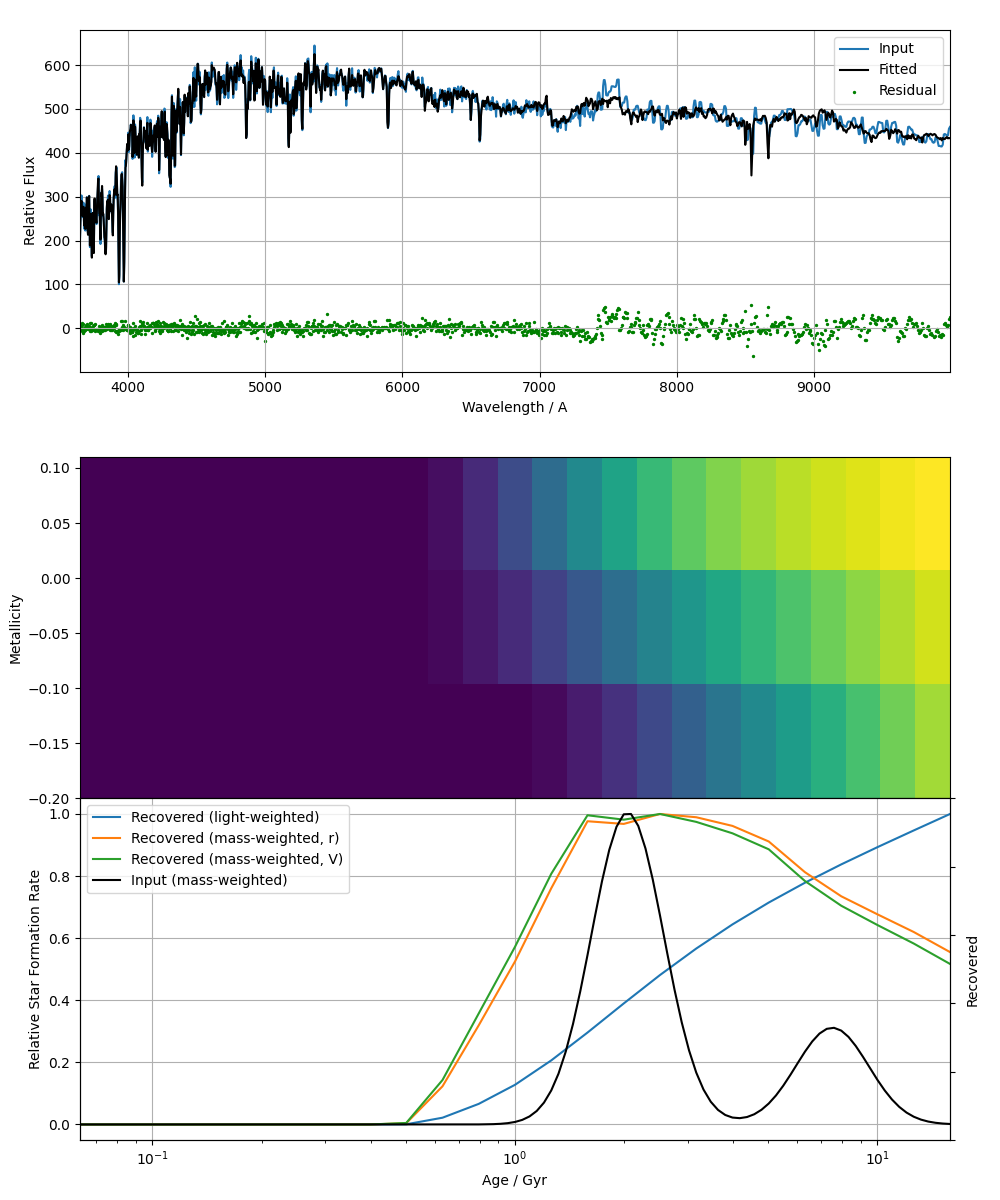 600
500
400
300
200
100
0
Relative Flux
Input
Fitted
Residual
4000
5000
6000
7000
8000
9000
Wavelength / A
0.10
0.05
0.00
−0.05
−0.10
−0.15
−0.20
Metallicity
Recovered (light-weighted)
Recovered (mass-weighted, r)
Recovered (mass-weighted, V)
Input (mass-weighted)
1.0
0.8
0.6
0.4
0.2
0.0
Relative Star Formation Rate
Recovered
10⁻¹
10⁰
10¹
Age / Gyr